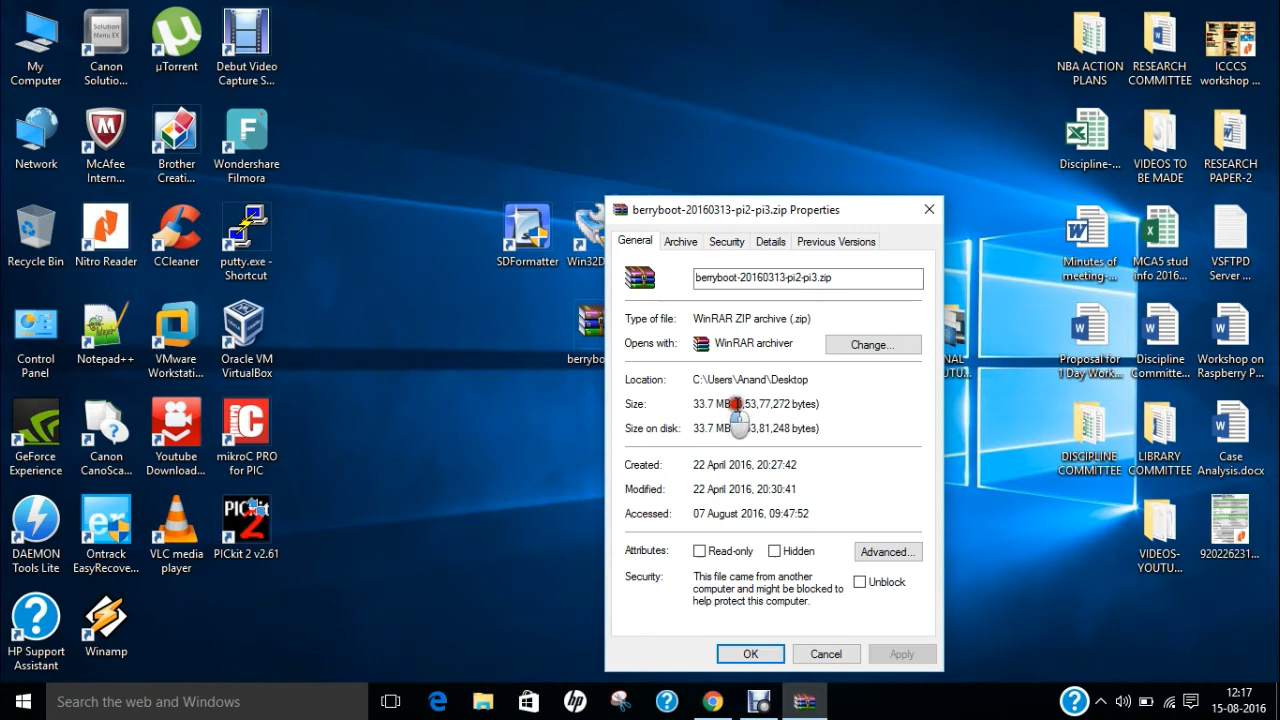 My Computer
Canon Solutio...
µTorrent
Debut Video Capture S...
Network
McAfee Intern...
Brother Creati...
Wondershare Filmora
Recycle Bin
Nitro Reader
CCleaner
putty.exe - Shortcut
Control Panel
Notepad++
VMware Workstati...
Oracle VM VirtualBox
GeForce Experience
Canon CanoSca...
Youtube Download...
mikroC PRO for PIC
DAEMON Tools Lite
Ontrack EasyRecove...
VLC media player
PICkit 2 v2.61
HP Support Assistant
Winamp
SDFormatter
Win32D
berrybo
berryboot-20160313-pi2-pi3.zip Properties
General
Archive
Security
Details
Previous Versions
berryboot-20160313-pi2-pi3.zip
Type of file:
WinRAR ZIP archive (.zip)
Opens with:
WinRAR archiver
Change...
Location:
C:\Users\Anand\Desktop
Size:
33.7 MB
,53,77,272 bytes)
Size on disk:
33.7 MB
3,81,248 bytes)
Created:
22 April 2016, 20:27:42
Modified:
22 April 2016, 20:30:41
Accessed:
07 August 2016, 09:47:52
Attributes:
Read-only
Hidden
Advanced...
Security:
This file came from another
computer and might be blocked to
help protect this computer.
Unblock
OK
Cancel
Apply
NBA ACTION PLANS
RESEARCH COMMITTEE
ICCCS workshop ...
Discipline-...
VIDEOS TO BE MADE
RESEARCH PAPER-2
Minutes of meeting-...
MCA5 stud info 2016...
VSFTPD Server ...
NAL
UTU...
Proposal for 1 Day Work...
Discipline Committe...
Workshop on Raspberry P...
DISCIPLINE COMMITTEE
LIBRARY COMMITTEE
Case Analysis.docx
VIDEOS-YOUTU...
920226231...
Search the web and Windows
12:17
15-08-2016